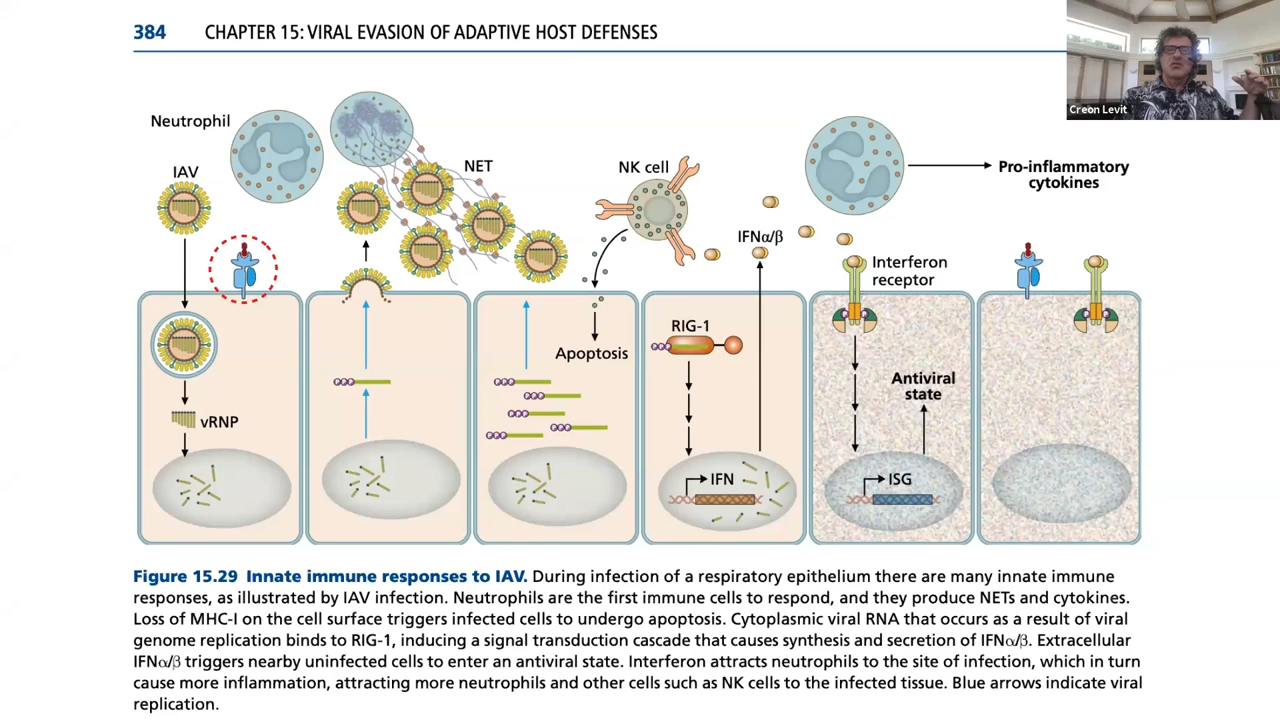 384 CHAPTER 15: VIRAL EVASION OF ADAPTIVE HOST DEFENSES
Creon Levit
Neutrophil
IAV
NET
NK cell
Pro-inflammatory
cytokines
IFNα/β
Interferon
receptor
RIG-1
Apoptosis
Antiviral
state
vRNP
IFN
ISG
Figure 15.29 Innate immune responses to IAV. During infection of a respiratory epithelium there are many innate immune
responses, as illustrated by IAV infection. Neutrophils are the first immune cells to respond, and they produce NETs and cytokines.
Loss of MHC-I on the cell surface triggers infected cells to undergo apoptosis. Cytoplasmic viral RNA that occurs as a result of viral
genome replication binds to RIG-1, inducing a signal transduction cascade that causes synthesis and secretion of IFNα/β. Extracellular
IFNα/β triggers nearby uninfected cells to enter an antiviral state. Interferon attracts neutrophils to the site of infection, which in turn
cause more inflammation, attracting more neutrophils and other cells such as NK cells to the infected tissue. Blue arrows indicate viral
replication.